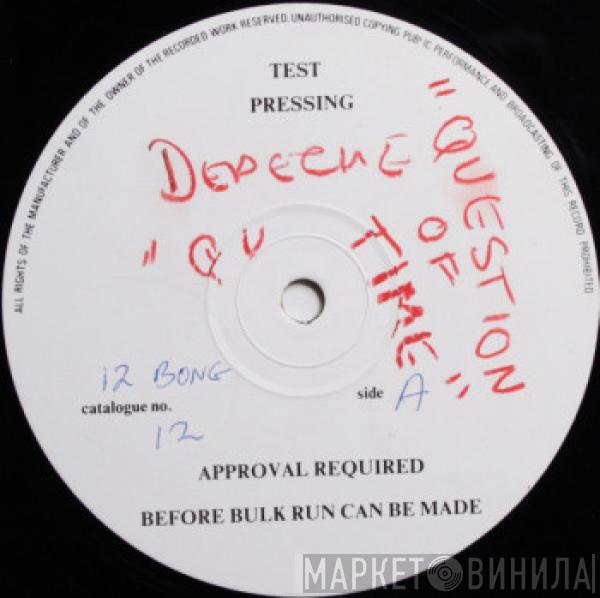 ALL RIGHTS OF THE MANUFACTURER AND OF THE OWNER OF THE RECORDED WORK RESERVED. UNAUTHORISED COPYING PUBLIC PERFORMANCE AND BROADCASTING OF THIS RECORD PROHIBITED
TEST
PRESSING
DEPECHE
" QU
" QUESTION
OF
TIME "
12 BONG
catalogue no.
12
side A
APPROVAL REQUIRED
BEFORE BULK RUN CAN BE MADE
МАРКЕТ ВИНИЛА